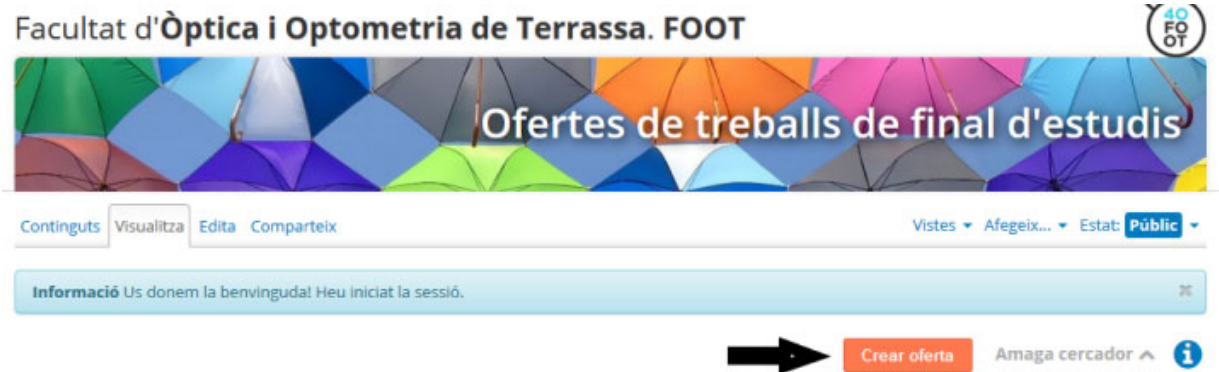 Facultat d'Òptica i Optometria de Terrassa. FOOT
40
FO
OT
Ofertes de treballs de final d'estudis
Continguts Visualitza Edita Comparteix Vistes Afegeix... Estat: Públic
Informació Us donem la benvinguda! Heu iniciat la sessió.
Crear oferta Amaga cercador